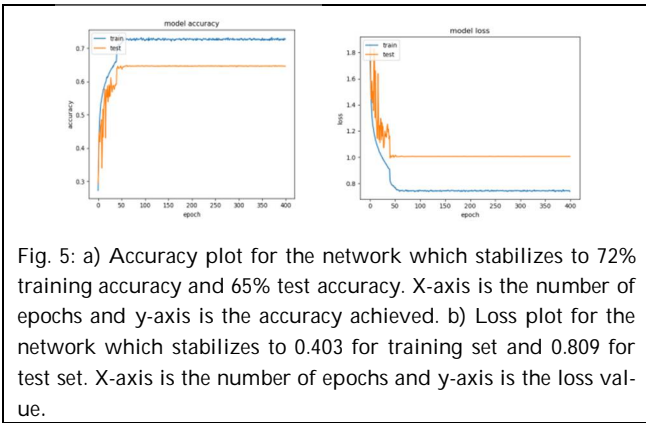 model accuracy
train
test
0.7
0.6
0.5
0.4
0.3
accuracy
0 50 100 150 200 250 300 350 400
epoch
model loss
train
test
1.8
1.6
1.4
1.2
1.0
0.8
loss
0 50 100 150 200 250 300 350 400
epoch
Fig. 5: a) Accuracy plot for the network which stabilizes to 72%
training accuracy and 65% test accuracy. X-axis is the number of
epochs and y-axis is the accuracy achieved. b) Loss plot for the
network which stabilizes to 0.403 for training set and 0.809 for
test set. X-axis is the number of epochs and y-axis is the loss val-
ue.